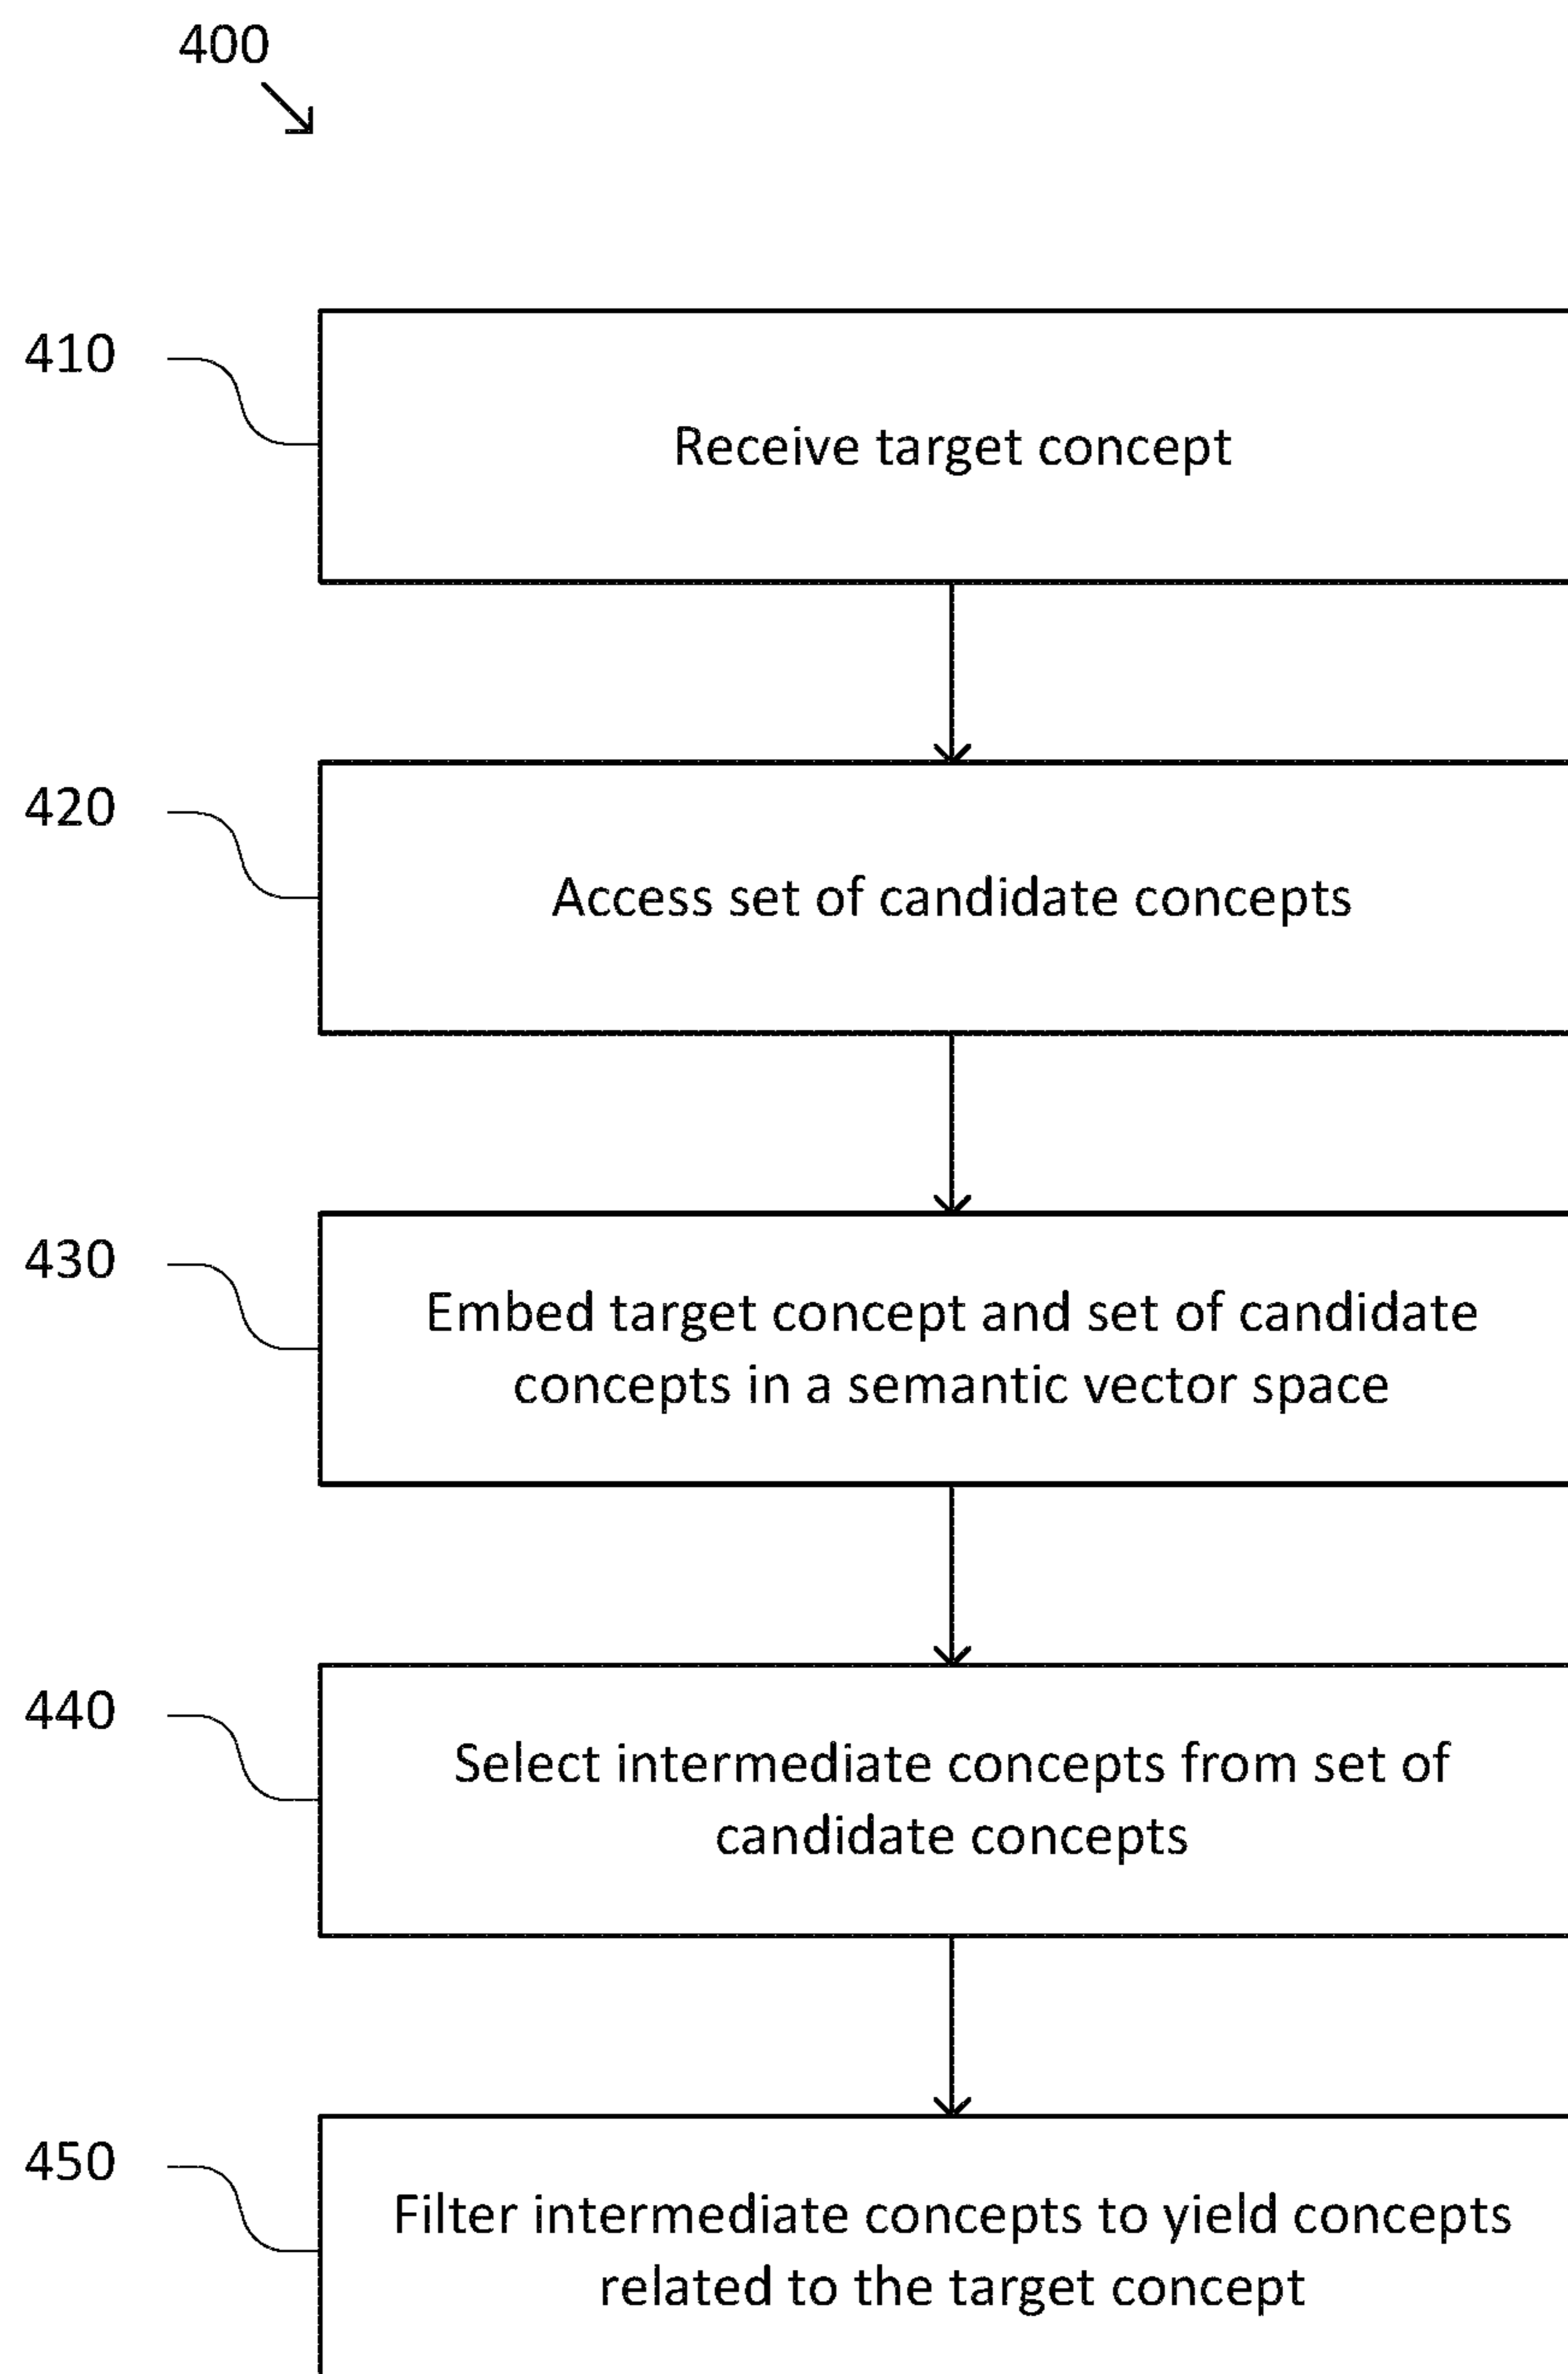 400
410
Receive target concept
420
Access set of candidate concepts
430
Embed target concept and set of candidate
concepts in a semantic vector space
440
Select intermediate concepts from set of
candidate concepts
450
Filter intermediate concepts to yield concepts
related to the target concept